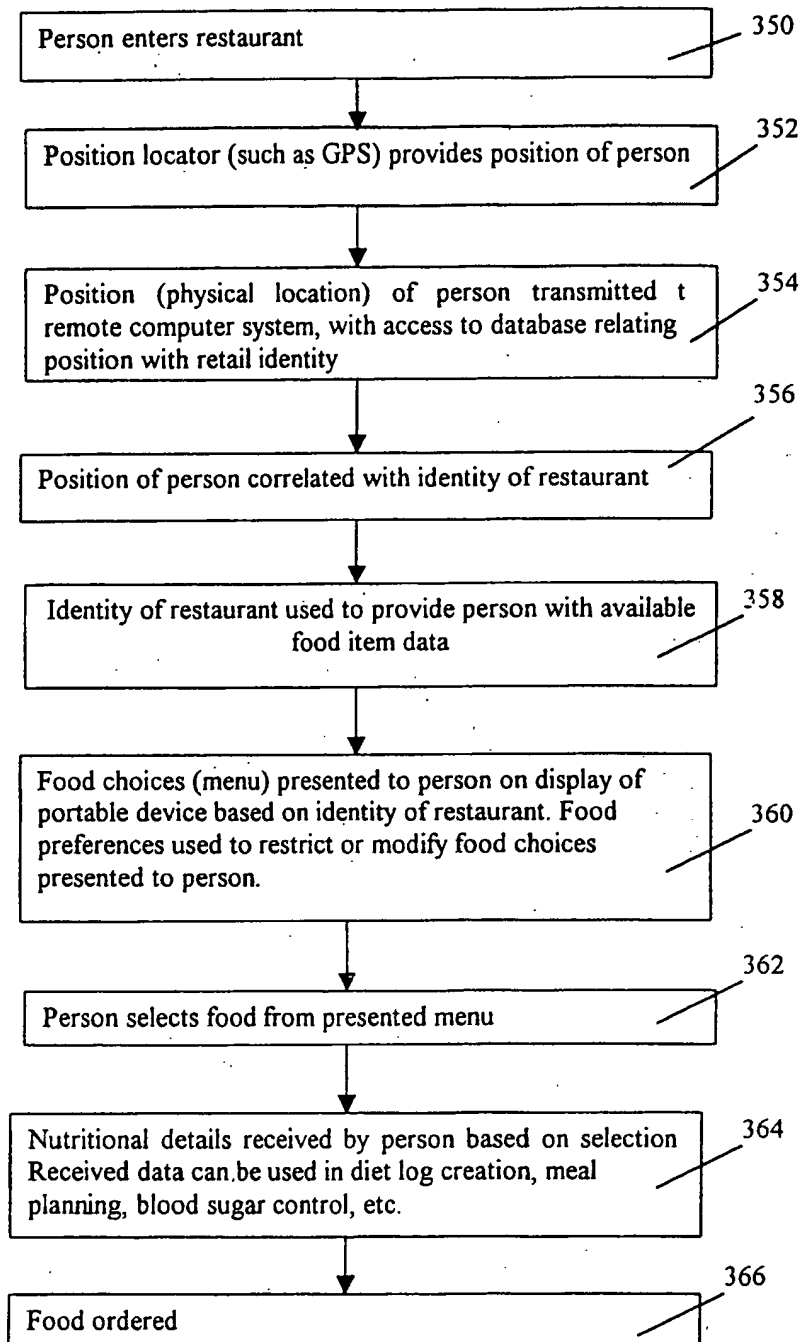 Person enters restaurant
350
Position locator (such as GPS) provides position of person
352
Position (physical location) of person transmitted t
remote computer system, with access to database relating
position with retail identity
354
356
Position of person correlated with identity of restaurant
Identity of restaurant used to provide person with available
food item data
358
Food choices (menu) presented to person on display of
portable device based on identity of restaurant. Food
preferences used to restrict or modify food choices
presented to person.
360
362
Person selects food from presented menu
Nutritional details received by person based on selection
Received data can be used in diet log creation, meal
planning, blood sugar control, etc.
364
366
Food ordered